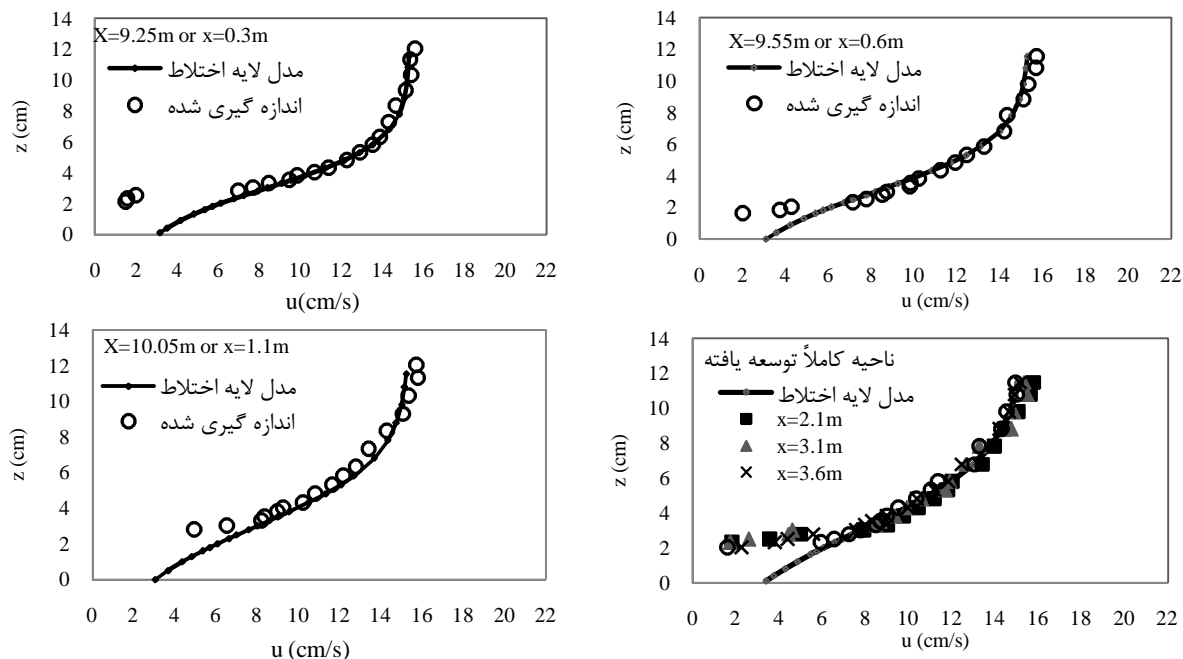 14
12
10
8
6
4
2
0
z (cm)
X=9.25m or x=0.3m
مدل لایه اختلاط
اندازه گیری شده
0 2 4 6 8 10 12 14 16 18 20 22
u(cm/s)
14
12
10
8
6
4
2
0
z (cm)
X=9.55m or x=0.6m
مدل لایه اختلاط
اندازه گیری شده
0 2 4 6 8 10 12 14 16 18 20 22
u (cm/s)
14
12
10
8
6
4
2
0
z (cm)
X=10.05m or x=1.1m
مدل لایه اختلاط
اندازه گیری شده
0 2 4 6 8 10 12 14 16 18 20 22
u (cm/s)
14
12
10
8
6
4
2
0
z (cm)
ناحیه کاملاً توسعه یافته
مدل لایه اختلاط
x=2.1m
x=3.1m
x=3.6m
0 2 4 6 8 10 12 14 16 18 20 22
u (cm/s)